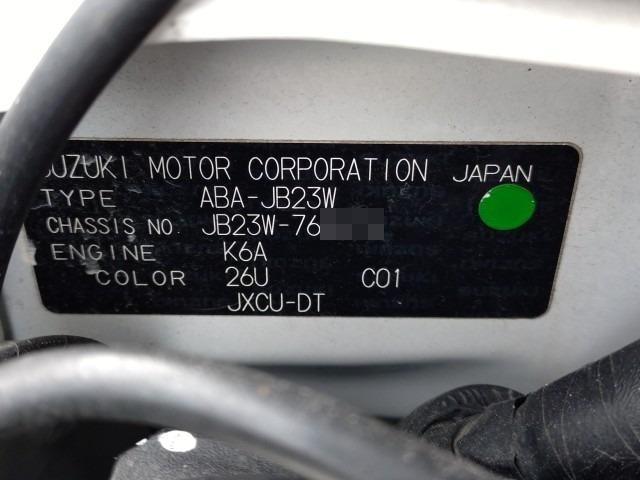 SUZUKI MOTOR CORPORATION JAPAN
TYPE ABA-JB23W
CHASSIS NO. JB23W-76
ENGINE K6A
COLOR 26U C01
JXCU-DT